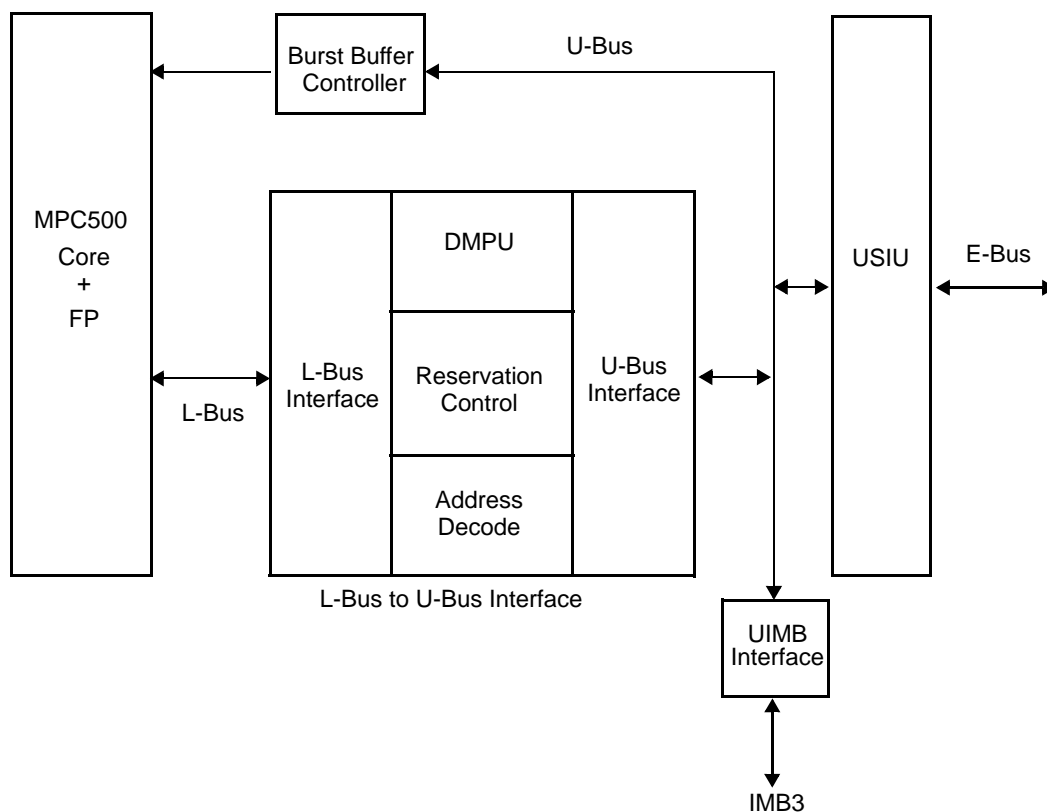 Burst Buffer
Controller
U-Bus
MPC500
Core
+
FP
DMPU
USIU
E-Bus
L-Bus
Interface
Reservation
Control
U-Bus
Interface
L-Bus
Address
Decode
L-Bus to U-Bus Interface
UIMB
Interface
IMB3